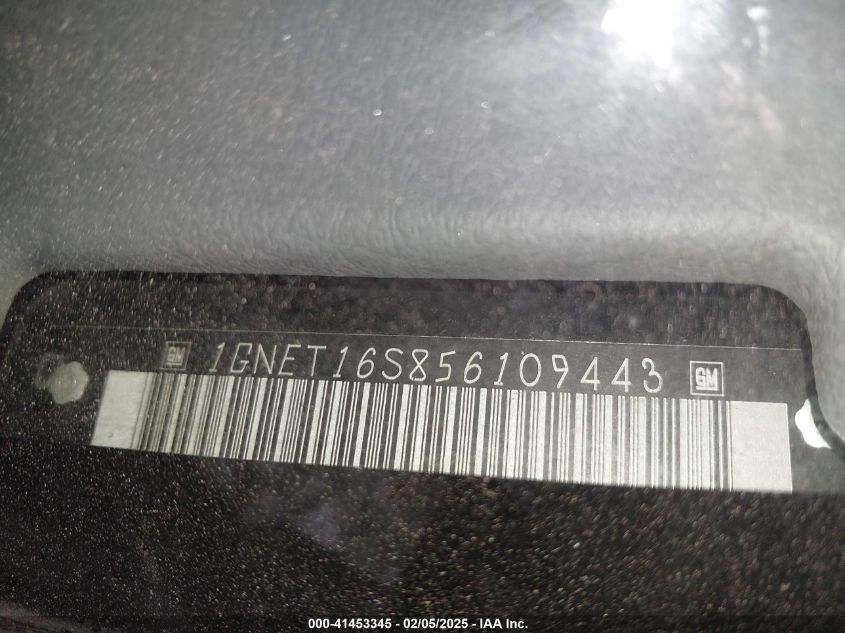 GM 1GNET16S856109443 GM
000-41453345 / 02/05/2025 / IAA Inc.